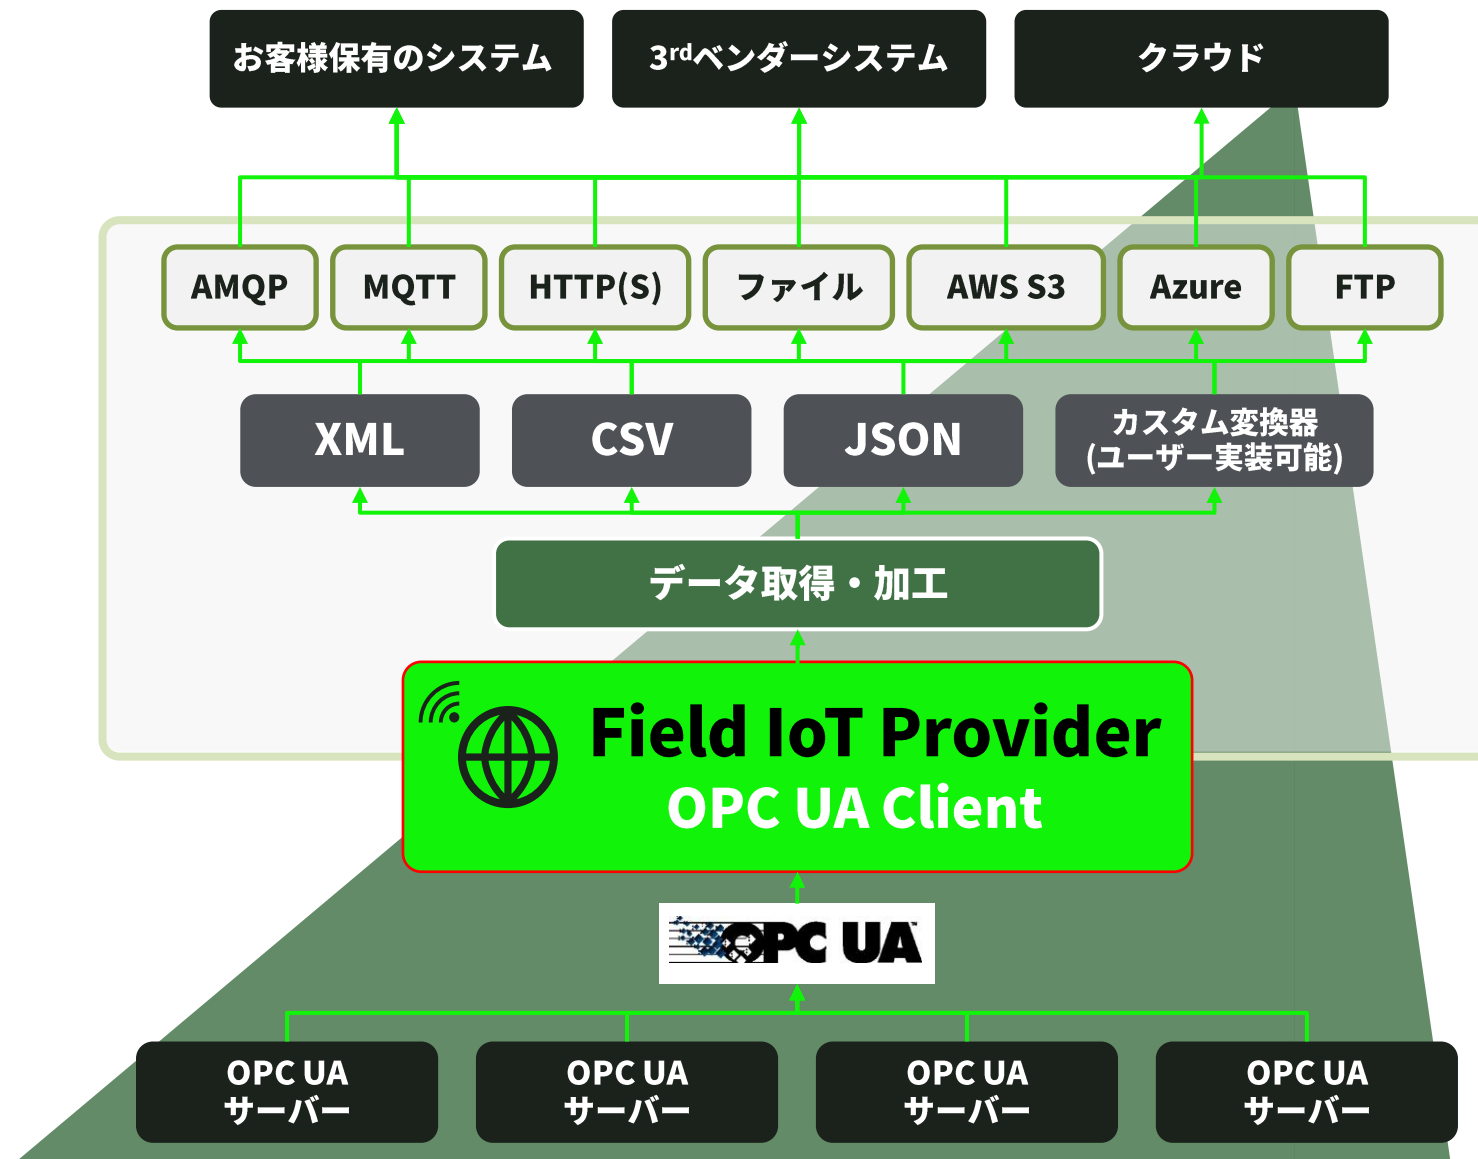 お客様保有のシステム
3rdベンダーシステム
クラウド
AMQP
MQTT
HTTP(S)
ファイル
AWS S3
Azure
FTP
XML
CSV
JSON
カスタム変換器
(ユーザー実装可能)
データ取得・加工
Field IoT Provider
OPC UA Client
OPC UA™
OPC UA
サーバー
OPC UA
サーバー
OPC UA
サーバー
OPC UA
サーバー